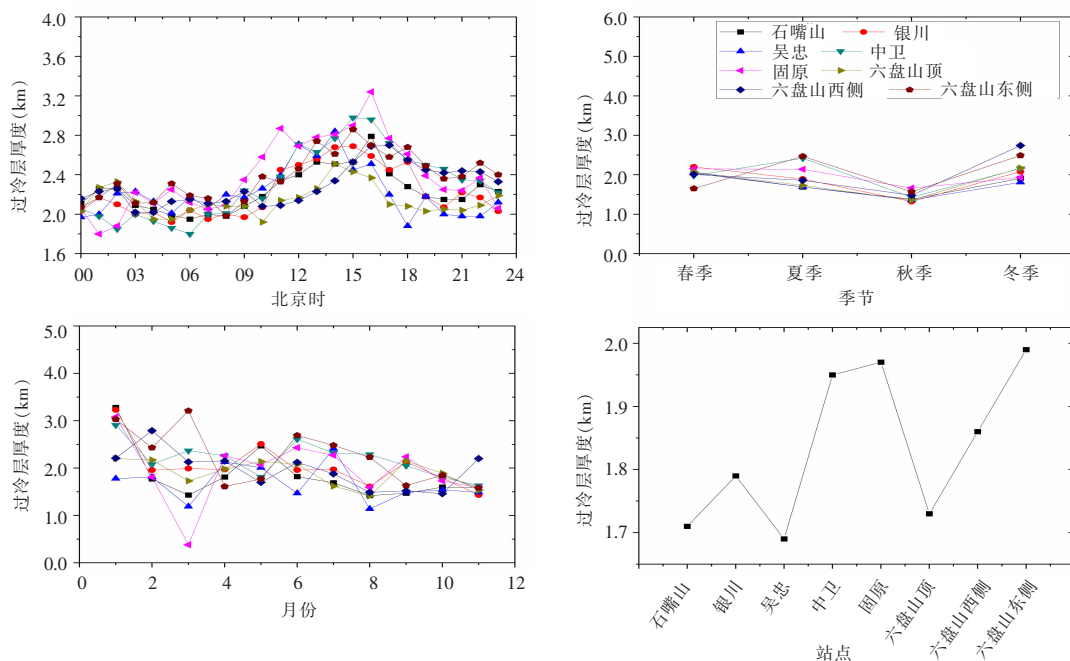 过冷层厚度(km)
4.0
3.6
3.2
2.8
2.4
2.0
1.6
00 03 06 09 12 15 18 21 24
北京时
过冷层厚度(km)
6.0
5.0
4.0
3.0
2.0
1.0
0.0
石嘴山 银川
吴忠 中卫
固原 六盘山顶
六盘山西侧 六盘山东侧
春季 夏季 秋季 冬季
季节
过冷层厚度(km)
5.0
4.0
3.0
2.0
1.0
0.0
0 2 4 6 8 10 12
月份
过冷层厚度(km)
2.0
1.9
1.8
1.7
石嘴山 银川 吴忠 中卫 固原 六盘山顶 六盘山西侧 六盘山东侧
站点